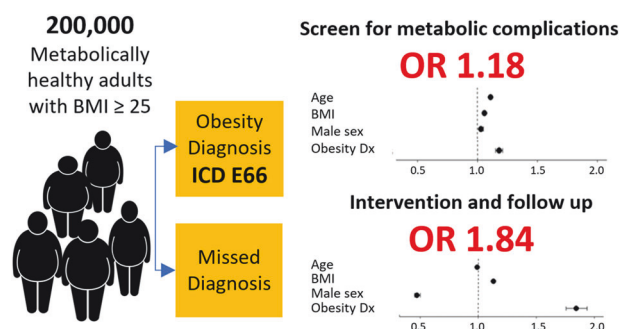 200,000
Metabolically
healthy adults
with BMI ≥ 25
Obesity
Diagnosis
ICD E66
Missed
Diagnosis
Screen for metabolic complications
OR 1.18
Age
BMI
Male sex
Obesity Dx
0.5 1.0 1.5 2.0
Intervention and follow up
OR 1.84
Age
BMI
Male sex
Obesity Dx
0.5 1.0 1.5 2.0